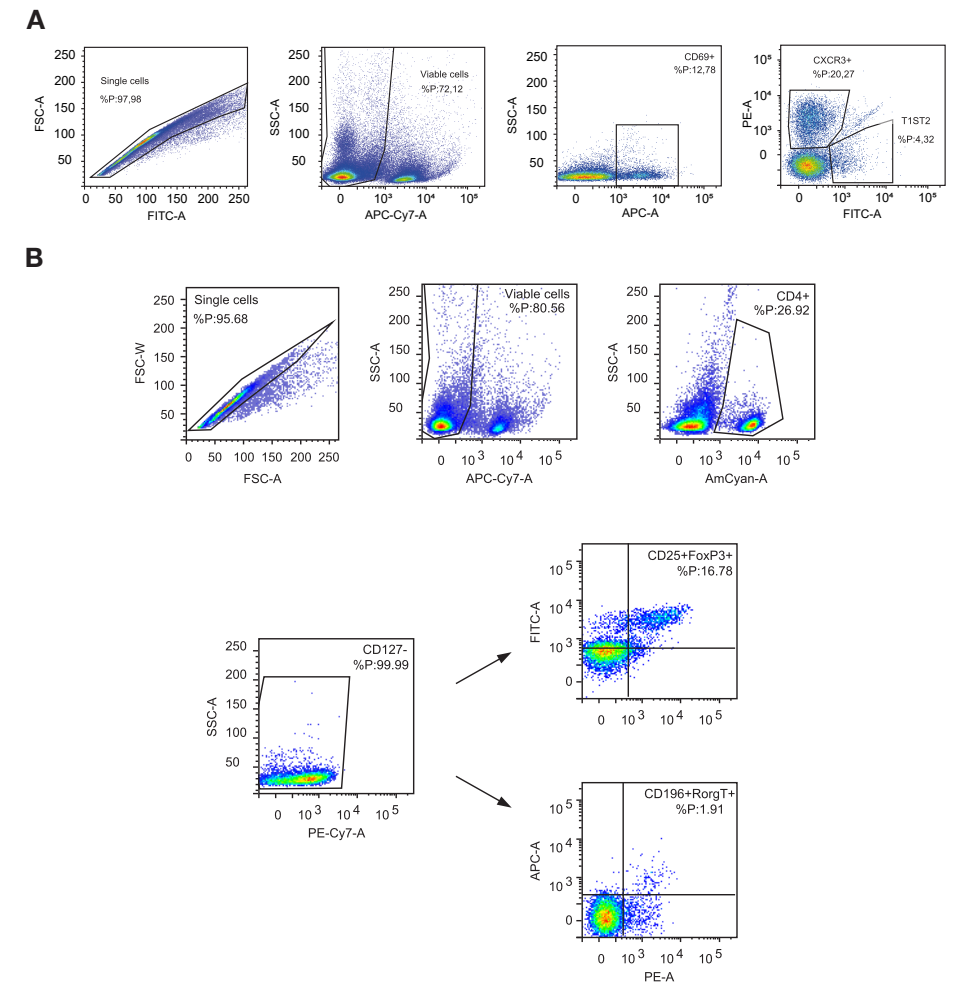 A
250
200
150
100
50
FSC-A
Single cells
%P:97,98
0 50 100 150 200 250
FITC-A
250
200
150
100
50
SSC-A
Viable cells
%P:72,12
0 10³ 10⁴ 10⁵
APC-Cy7-A
250
200
150
100
50
SSC-A
CD69+
%P:12,78
0 10³ 10⁴ 10⁵
APC-A
10⁵
10⁴
10³
0
PE-A
CXCR3+
%P:20,27
T1ST2
%P:4,32
0 10³ 10⁴ 10⁵
FITC-A
B
250
200
150
100
50
FSC-W
Single cells
%P:95.68
0 50 100 150 200 250
FSC-A
250
200
150
100
50
SSC-A
Viable cells
%P:80.56
0 10³ 10⁴ 10⁵
APC-Cy7-A
250
200
150
100
50
SSC-A
CD4+
%P:26.92
0 10³ 10⁴ 10⁵
AmCyan-A
250
200
150
100
50
SSC-A
CD127-
%P:99.99
0 10³ 10⁴ 10⁵
PE-Cy7-A
10⁵
10⁴
10³
0
FITC-A
CD25+FoxP3+
%P:16.78
0 10³ 10⁴ 10⁵
10⁵
10⁴
10³
0
APC-A
CD196+RorgT+
%P:1.91
0 10³ 10⁴ 10⁵
PE-A